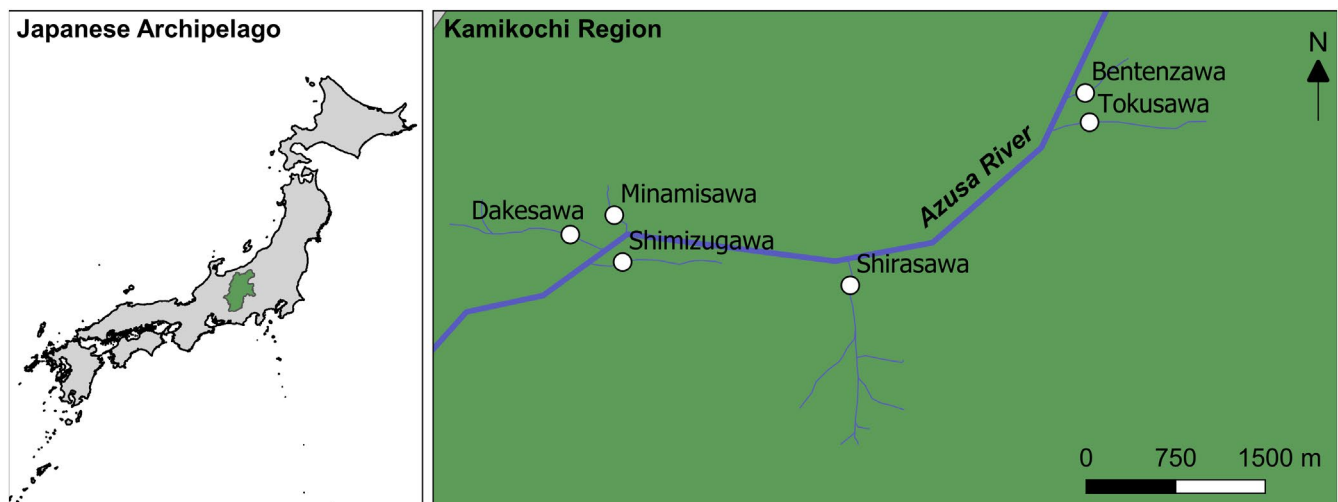 Japanese Archipelago
Kamikochi Region
N
Bentenzawa
Tokusawa
Azusa River
Minamisawa
Dakesawa
Shimizugawa
Shirasawa
0 750 1500 m